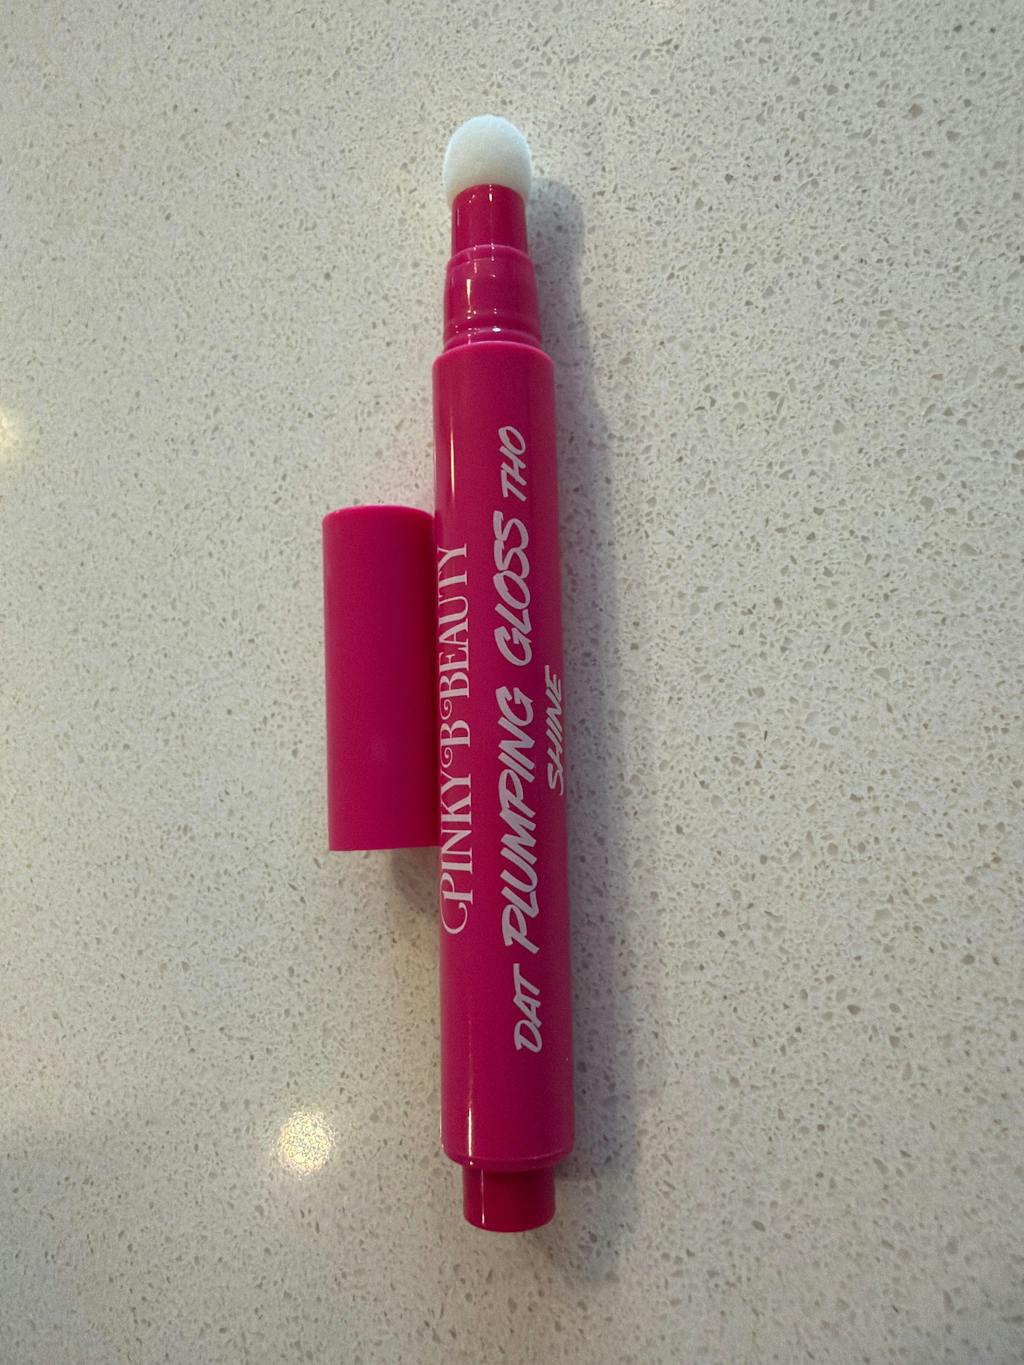 PINKY B BEAUTY
DAT PLUMPING GLOSS THO
SHINE